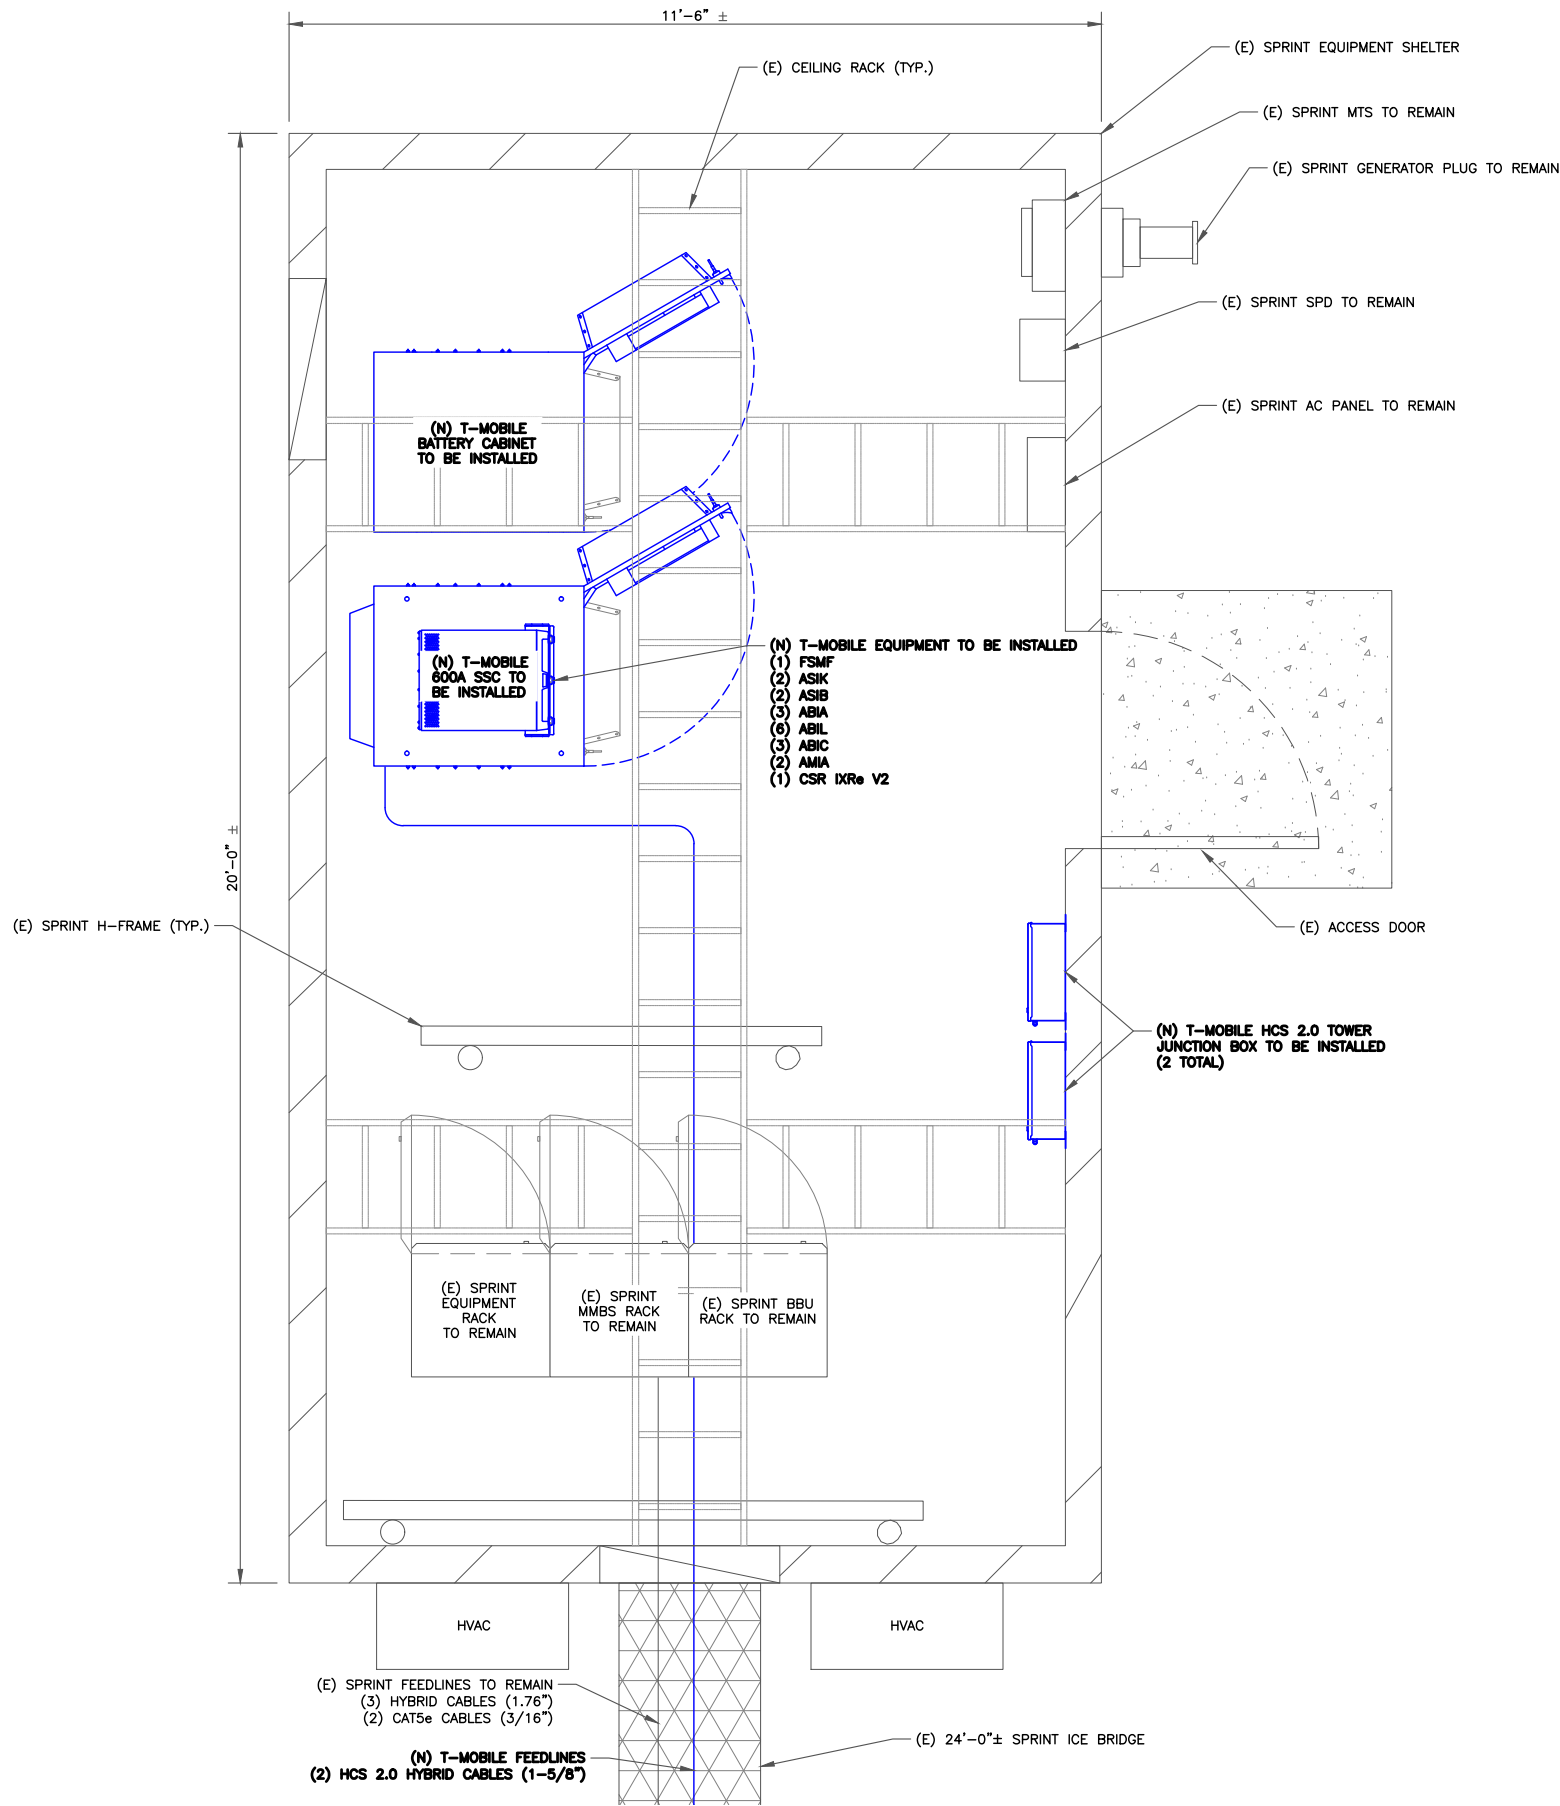 11'-6" ±
(E) SPRINT EQUIPMENT SHELTER
(E) CEILING RACK (TYP.)
(E) SPRINT MTS TO REMAIN
(E) SPRINT GENERATOR PLUG TO REMAIN
(E) SPRINT SPD TO REMAIN
(E) SPRINT AC PANEL TO REMAIN
(N) T-MOBILE
BATTERY CABINET
TO BE INSTALLED
(N) T-MOBILE
600A SSC TO
BE INSTALLED
(N) T-MOBILE EQUIPMENT TO BE INSTALLED
(1) FSMF
(2) ASIK
(2) ASIB
(3) ABIA
(6) ABIL
(3) ABIC
(2) AMIA
(1) CSR IXRe V2
20'-0" ±
(E) SPRINT H-FRAME (TYP.)
(E) ACCESS DOOR
(N) T-MOBILE HCS 2.0 TOWER
JUNCTION BOX TO BE INSTALLED
(2 TOTAL)
(E) SPRINT
EQUIPMENT
RACK
TO REMAIN
(E) SPRINT
MMBS RACK
TO REMAIN
(E) SPRINT BBU
RACK TO REMAIN
HVAC
HVAC
(E) SPRINT FEEDLINES TO REMAIN
(3) HYBRID CABLES (1.76")
(2) CAT5e CABLES (3/16")
(E) 24'-0"± SPRINT ICE BRIDGE
(N) T-MOBILE FEEDLINES
(2) HCS 2.0 HYBRID CABLES (1-5/8")